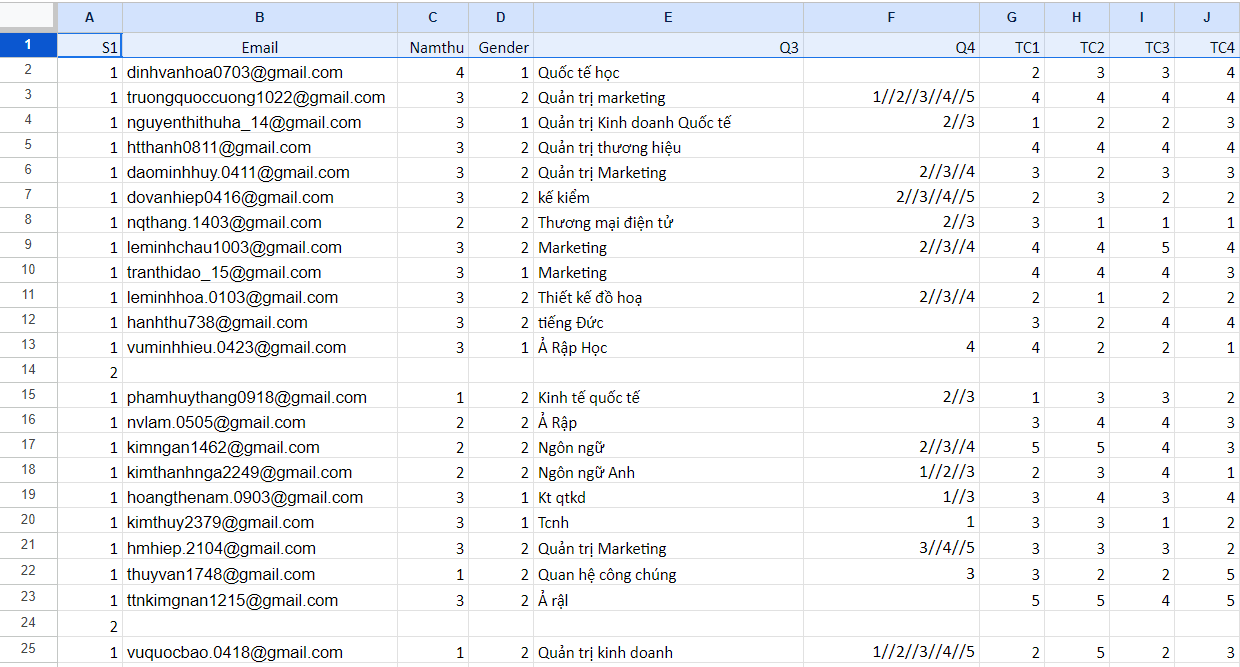 A B C D E F G H I J
1 S1 Email Namthu Gender Q3 Q4 TC1 TC2 TC3 TC4
2 1 dinhvanhoa0703@gmail.com 4 1 Quốc tế học 2 3 3 4
3 1 truongquoccuong1022@gmail.com 3 2 Quản trị marketing 1//2//3//4//5 4 4 4 4
4 1 nguyenthithuha_14@gmail.com 3 1 Quản trị Kinh doanh Quốc tế 2//3 1 2 2 3
5 1 htthanh0811@gmail.com 3 2 Quản trị thương hiệu 4 4 4 4
6 1 daominhhuy.0411@gmail.com 3 2 Quản trị Marketing 2//3//4 3 2 3 3
7 1 dovanhiep0416@gmail.com 3 2 kế kiểm 2//3//4//5 2 3 2 2
8 1 nqthang.1403@gmail.com 2 2 Thương mại điện tử 2//3 3 1 1 1
9 1 leminhchau1003@gmail.com 3 2 Marketing 2//3//4 4 4 5 4
10 1 tranthidao_15@gmail.com 3 1 Marketing 4 4 4 3
11 1 leminhhoa.0103@gmail.com 3 2 Thiết kế đồ hoạ 2//3//4 2 1 2 2
12 1 hanhthu738@gmail.com 3 2 tiếng Đức 3 2 4 4
13 1 vuminhhieu.0423@gmail.com 3 1 Ả Rập Học 4 4 2 2 1
14 2
15 1 phamhuythang0918@gmail.com 1 2 Kinh tế quốc tế 2//3 1 3 3 2
16 1 nvlam.0505@gmail.com 2 2 Ả Rập 3 4 4 3
17 1 kimngan1462@gmail.com 2 2 Ngôn ngữ 2//3//4 5 5 4 3
18 1 kimthanhnga2249@gmail.com 2 2 Ngôn ngữ Anh 1//2//3 2 3 4 1
19 1 hoangthenam.0903@gmail.com 3 1 Kt qtkd 1//3 3 4 3 4
20 1 kimthuy2379@gmail.com 3 1 Tcnh 1 3 3 1 2
21 1 hmhiep.2104@gmail.com 3 2 Quản trị Marketing 3//4//5 3 3 3 2
22 1 thuyvan1748@gmail.com 1 2 Quan hệ công chúng 3 3 2 2 5
23 1 ttnkimgnan1215@gmail.com 3 2 Ả rậl 5 5 4 5
24 2
25 1 vuquocbao.0418@gmail.com 1 2 Quản trị kinh doanh 1//2//3//4//5 2 5 2 3